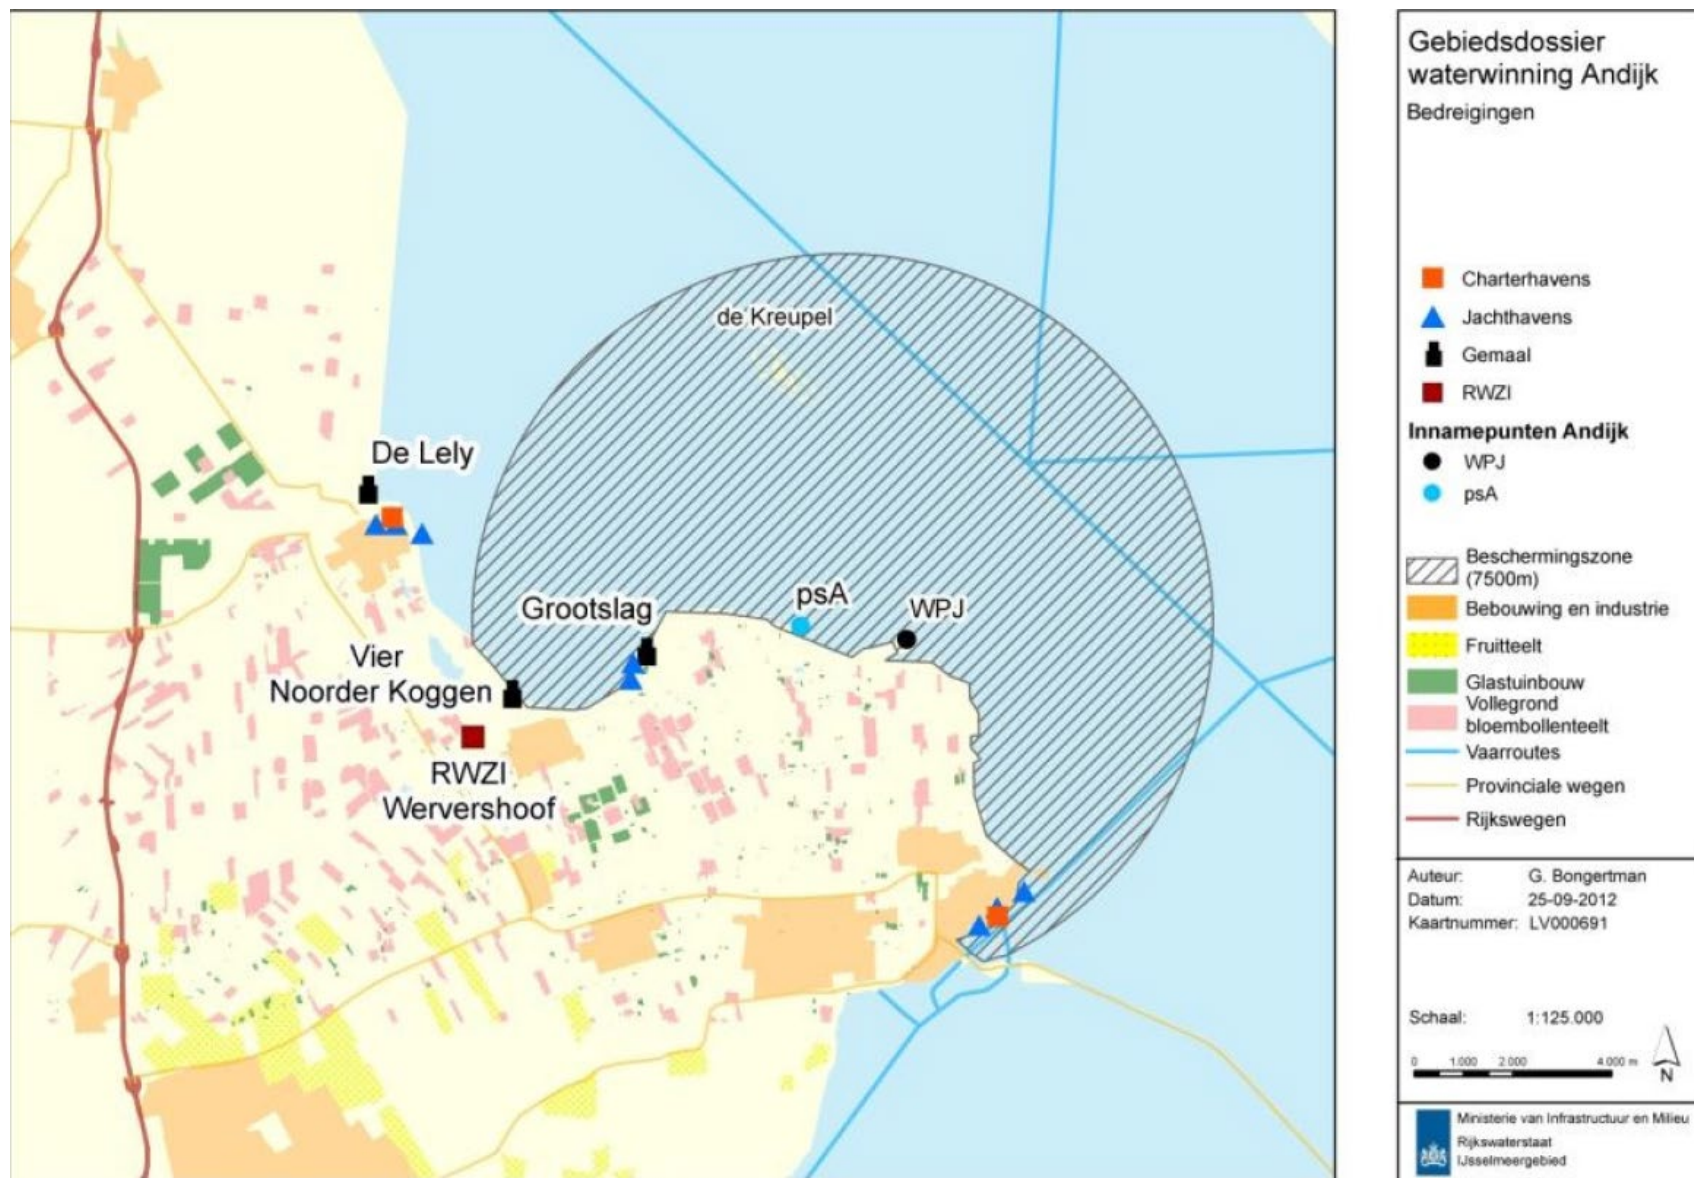 de Kreupel
De Lely
Grootslag
psA
WPJ
Vier
Noorder Koggen
RWZI
Wervershoof
Gebiedsdossier
waterwinning Andijk
Bedreigingen
Charterhavens
Jachthavens
Gemaal
RWZI
Innamepunten Andijk
WPJ
psA
Beschermingszone
(7500m)
Bebouwing en industrie
Fruitteelt
Glastuinbouw
Vollegrond
bloembollenteelt
Vaarroutes
Provinciale wegen
Rijkswegen
Auteur: G. Bongertman
Datum: 25-09-2012
Kaartnummer: LV000691
Schaal: 1:125.000
0 1.000 2.000 4.000 m
N
Ministerie van Infrastructuur en Milieu
Rijkswaterstaat
IJsselmeergebied